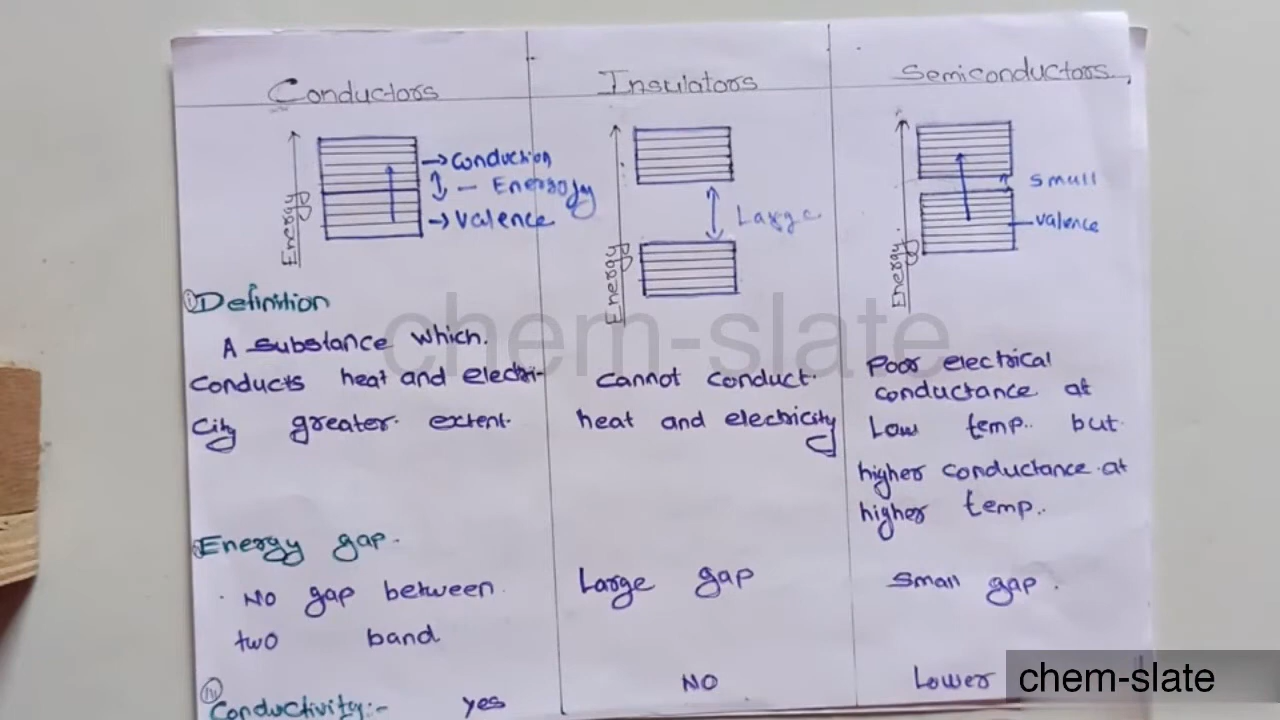 Conductors
Insulators
Semiconductors,
→Conduction
- Energy
→Valence
Energy
Large
Energy
small
valence
Energy
(i) Definition
A substance which.
conducts heat and electri-
city greater extent.
cannot conduct.
heat and electricity
poor electrical
conductance at
Low temp.. but
higher conductance at
higher temp..
chem-slate
Energy gap.
No gap between
two band
Large gap
small gap.
(iii) Conductivity:- yes
NO
Lower
chem-slate